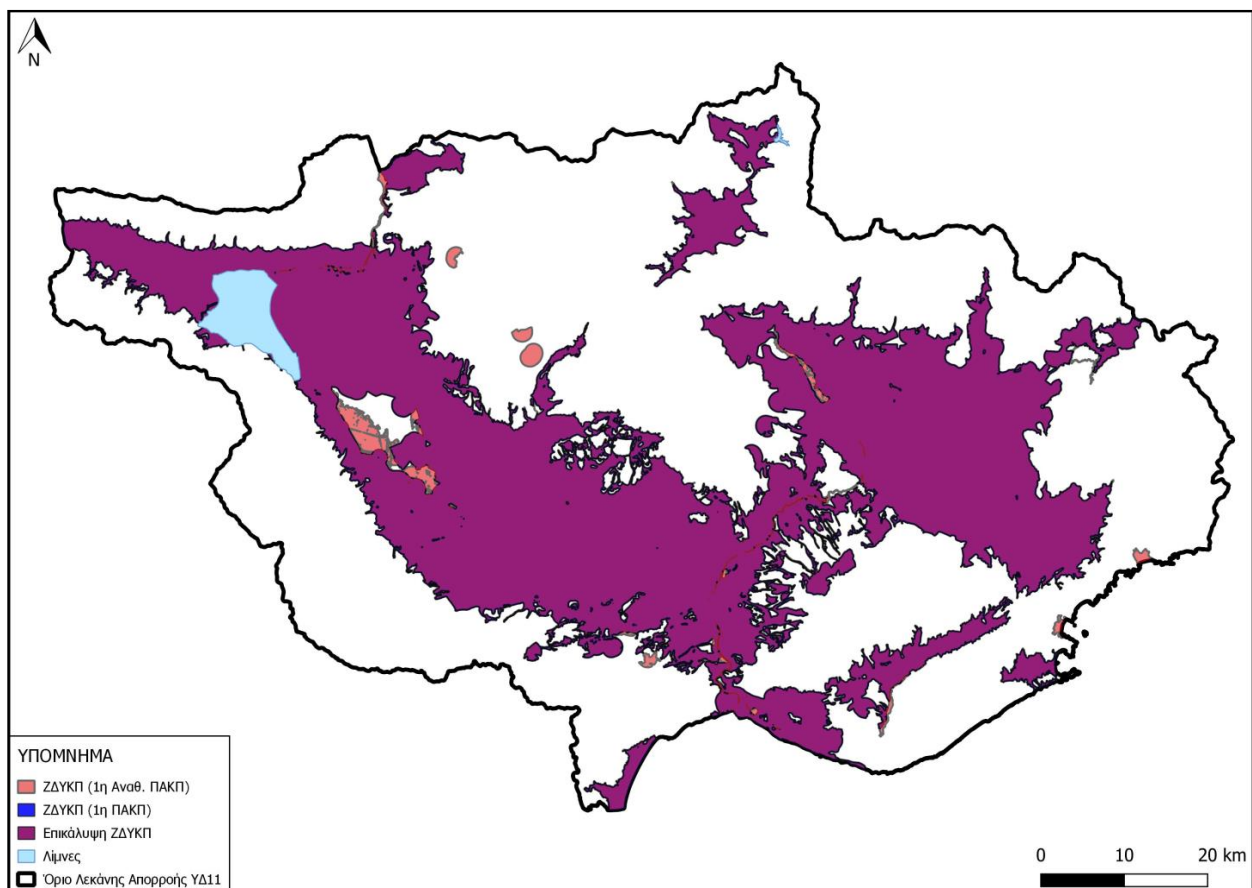 N
ΥΠΟΜΝΗΜΑ
ΖΔΥΚΠ (1η Αναθ. ΠΑΚΠ)
ΖΔΥΚΠ (1η ΠΑΚΠ)
Επικάλυψη ΖΔΥΚΠ
Λίμνες
Όριο Λεκάνης Απορροής ΥΔ11
0 10 20 km